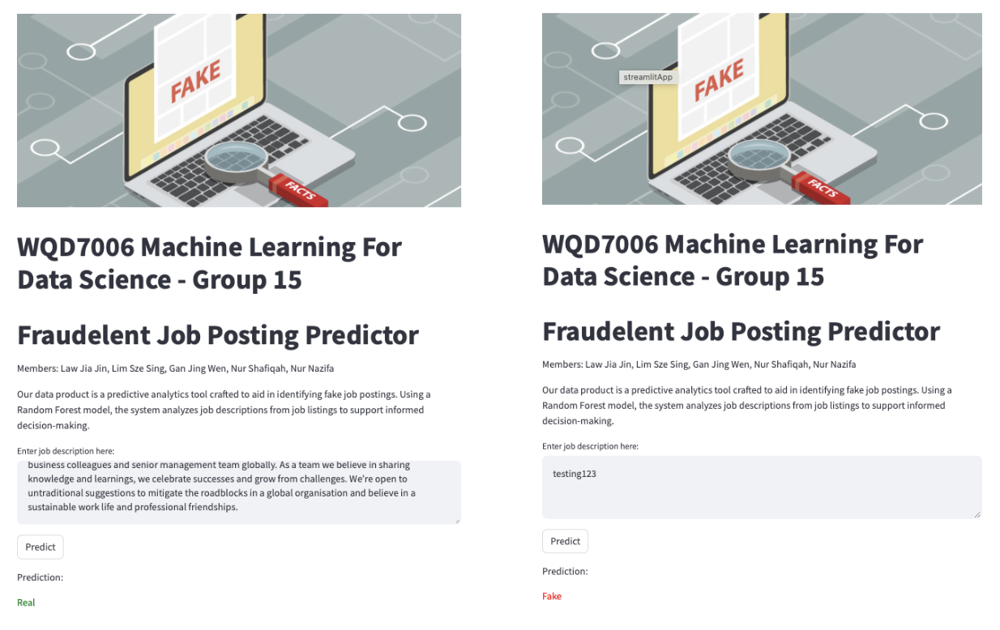 FAKE
FACTS
WQD7006 Machine Learning For
Data Science - Group 15
Fraudelent Job Posting Predictor
Members: Law Jia Jin, Lim Sze Sing, Gan Jing Wen, Nur Shafiqah, Nur Nazifa
Our data product is a predictive analytics tool crafted to aid in identifying fake job postings. Using a
Random Forest model, the system analyzes job descriptions from job listings to support informed
decision-making.
Enter job description here:
business colleagues and senior management team globally. As a team we believe in sharing
knowledge and learnings, we celebrate successes and grow from challenges. We're open to
untraditional suggestions to mitigate the roadblocks in a global organisation and believe in a
sustainable work life and professional friendships.
Predict
Prediction:
Real
FAKE
streamlitApp
FACTS
WQD7006 Machine Learning For
Data Science - Group 15
Fraudelent Job Posting Predictor
Members: Law Jia Jin, Lim Sze Sing, Gan Jing Wen, Nur Shafiqah, Nur Nazifa
Our data product is a predictive analytics tool crafted to aid in identifying fake job postings. Using a
Random Forest model, the system analyzes job descriptions from job listings to support informed
decision-making.
Enter job description here:
testing123
Predict
Prediction:
Fake